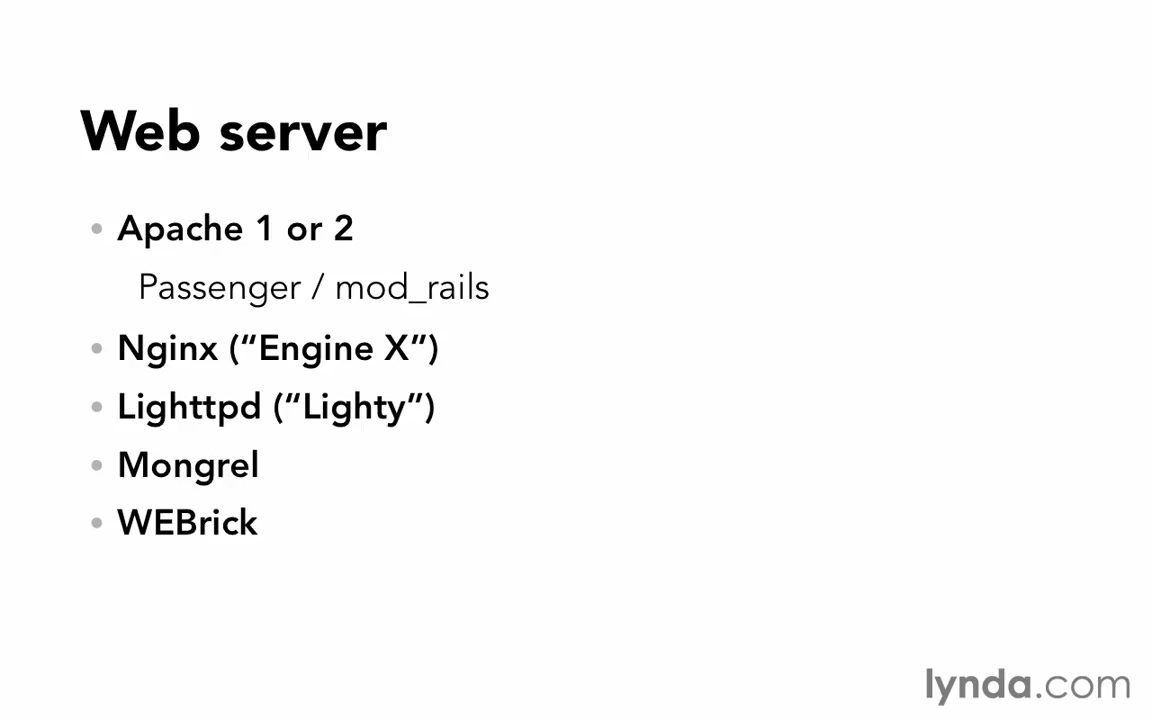 Web server
• Apache 1 or 2
Passenger / mod_rails
• Nginx (“Engine X”)
• Lighttpd (“Lighty”)
• Mongrel
• WEBrick
lynda.com